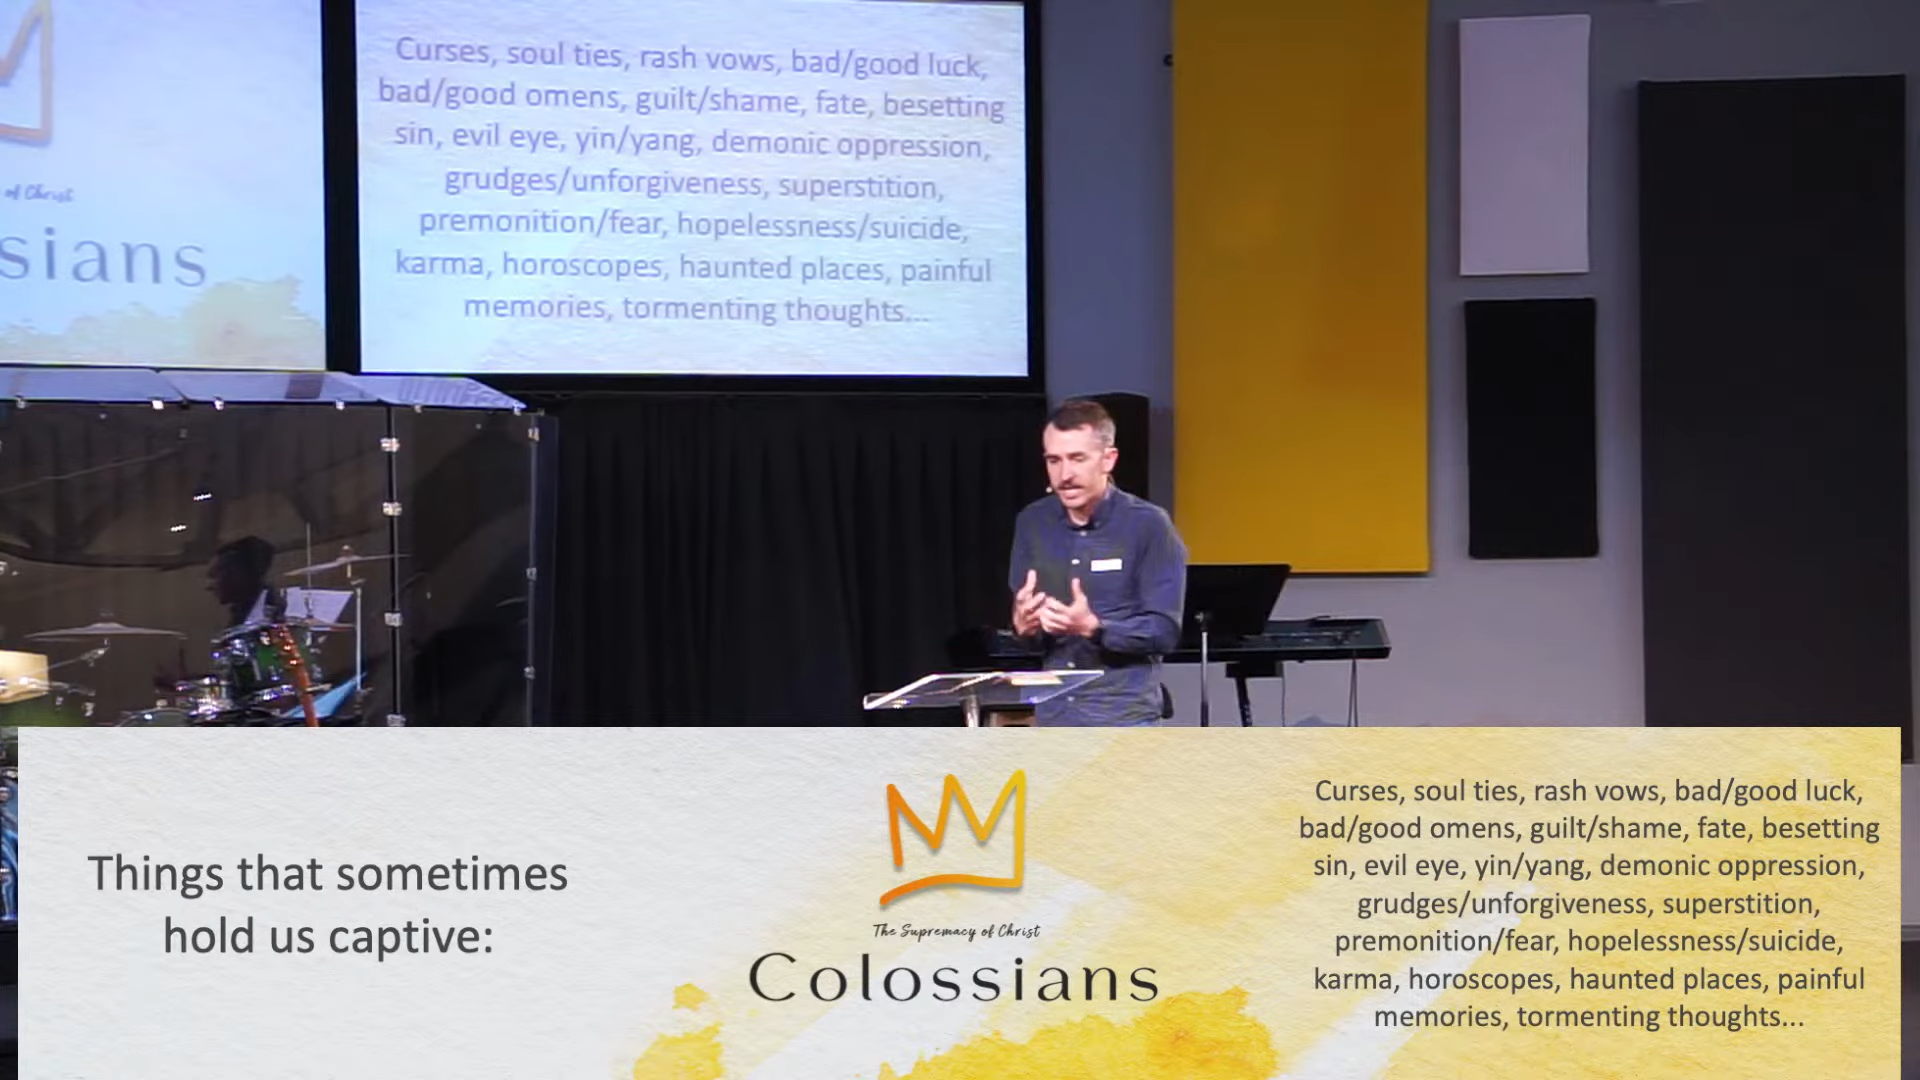 Curses, soul ties, rash vows, bad/good luck,
bad/good omens, guilt/shame, fate, besetting
sin, evil eye, yin/yang, demonic oppression,
grudges/unforgiveness, superstition,
premonition/fear, hopelessness/suicide,
karma, horoscopes, haunted places, painful
memories, tormenting thoughts...
of Christ
sians
Things that sometimes
hold us captive:
The Supremacy of Christ
Colossians
Curses, soul ties, rash vows, bad/good luck,
bad/good omens, guilt/shame, fate, besetting
sin, evil eye, yin/yang, demonic oppression,
grudges/unforgiveness, superstition,
premonition/fear, hopelessness/suicide,
karma, horoscopes, haunted places, painful
memories, tormenting thoughts...